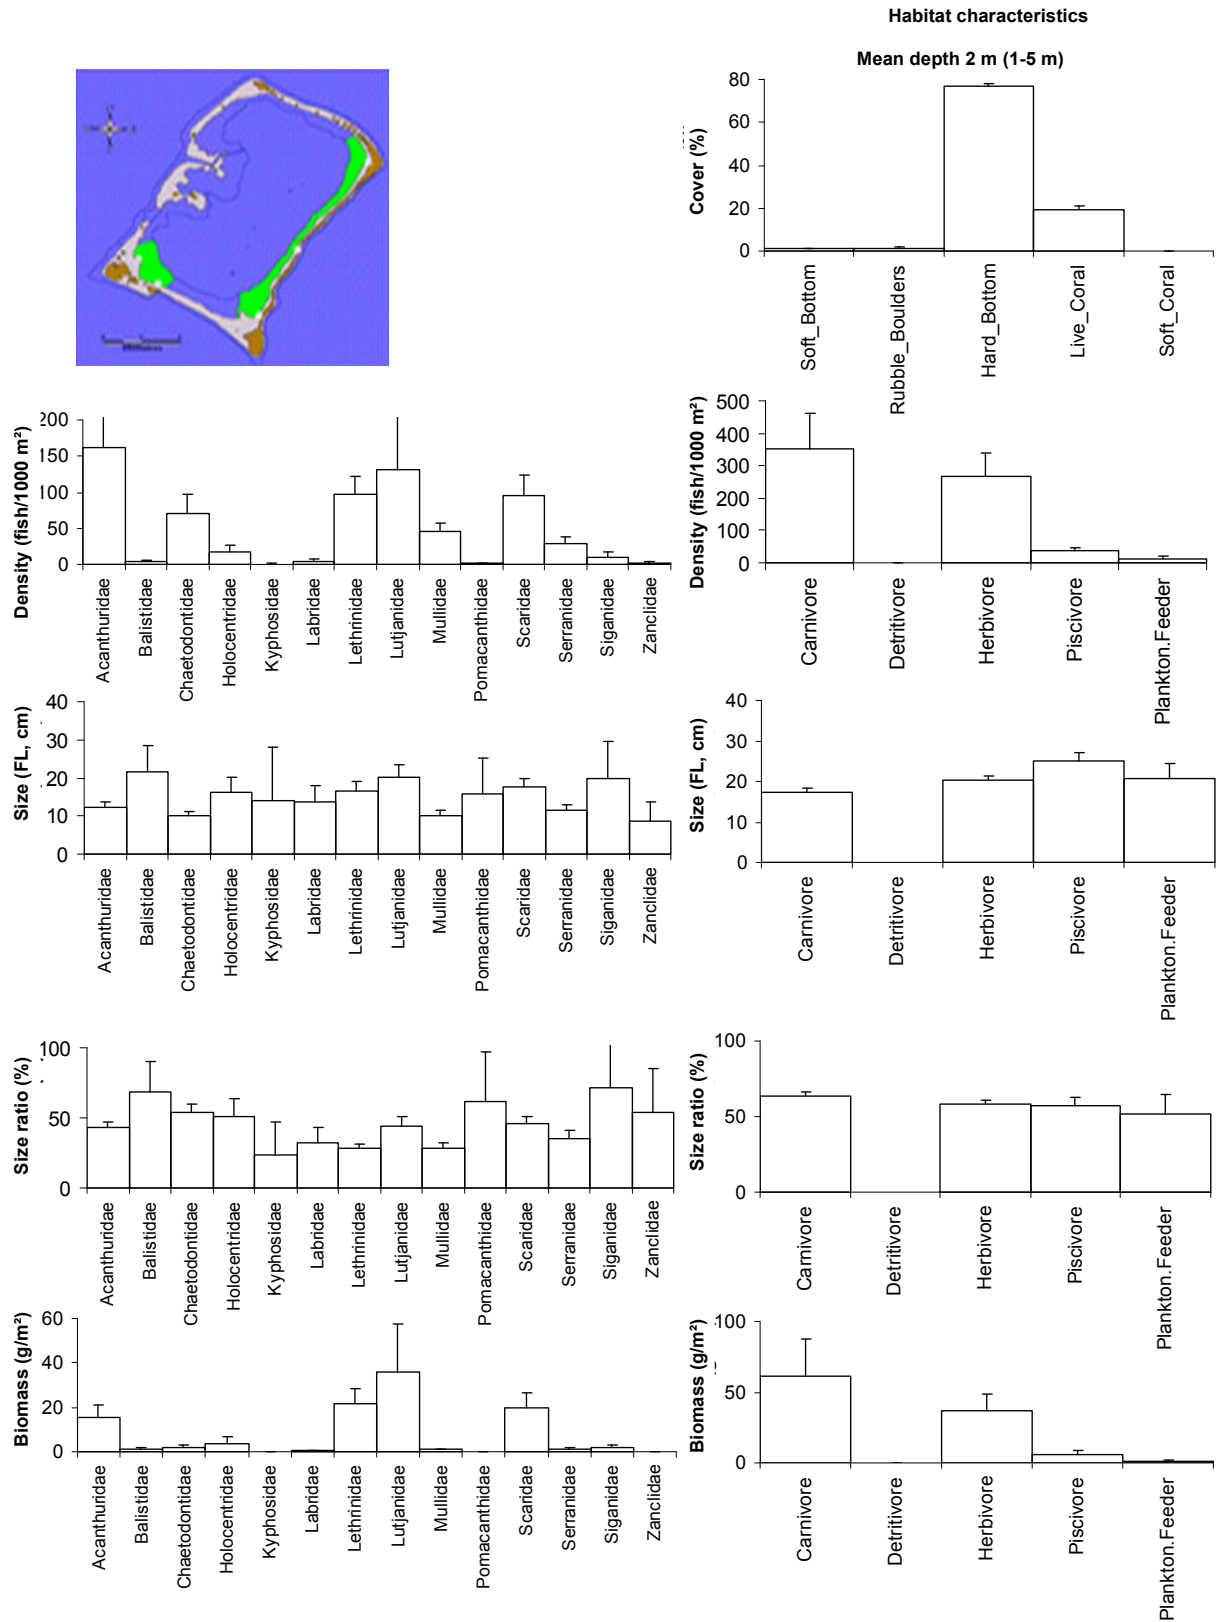 Habitat characteristics
Mean depth 2 m (1-5 m)
Cover (%)
80
60
40
20
0
Soft_Bottom
Rubble_Boulders
Hard_Bottom
Live_Coral
Soft_Coral
Density (fish/1000 m²)
200
150
100
50
0
Acanthuridae
Balistidae
Chaetodontidae
Holocentridae
Kyphosidae
Labridae
Lethrinidae
Lutjanidae
Mullidae
Pomacanthidae
Scaridae
Serranidae
Siganidae
Zanclidae
Density (fish/1000 m²)
500
400
300
200
100
0
Carnivore
Detritivore
Herbivore
Piscivore
Plankton.Feeder
Size (FL, cm)
40
30
20
10
0
Acanthuridae
Balistidae
Chaetodontidae
Holocentridae
Kyphosidae
Labridae
Lethrinidae
Lutjanidae
Mullidae
Pomacanthidae
Scaridae
Serranidae
Siganidae
Zanclidae
Size (FL, cm)
40
30
20
10
0
Carnivore
Detritivore
Herbivore
Piscivore
Plankton.Feeder
Size ratio (%)
100
50
0
Acanthuridae
Balistidae
Chaetodontidae
Holocentridae
Kyphosidae
Labridae
Lethrinidae
Lutjanidae
Mullidae
Pomacanthidae
Scaridae
Serranidae
Siganidae
Zanclidae
Size ratio (%)
100
50
0
Carnivore
Detritivore
Herbivore
Piscivore
Plankton.Feeder
Biomass (g/m²)
60
40
20
0
Acanthuridae
Balistidae
Chaetodontidae
Holocentridae
Kyphosidae
Labridae
Lethrinidae
Lutjanidae
Mullidae
Pomacanthidae
Scaridae
Serranidae
Siganidae
Zanclidae
Biomass (g/m²)
100
50
0
Carnivore
Detritivore
Herbivore
Piscivore
Plankton.Feeder